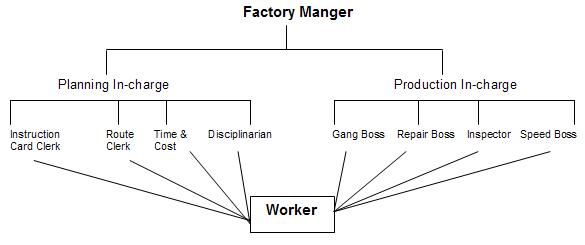 Factory Manger
Planning In-charge
Production In-charge
Instruction
Card Clerk
Route
Clerk
Time &
Cost
Disciplinarian
Gang Boss
Repair Boss
Inspector
Speed Boss
Worker